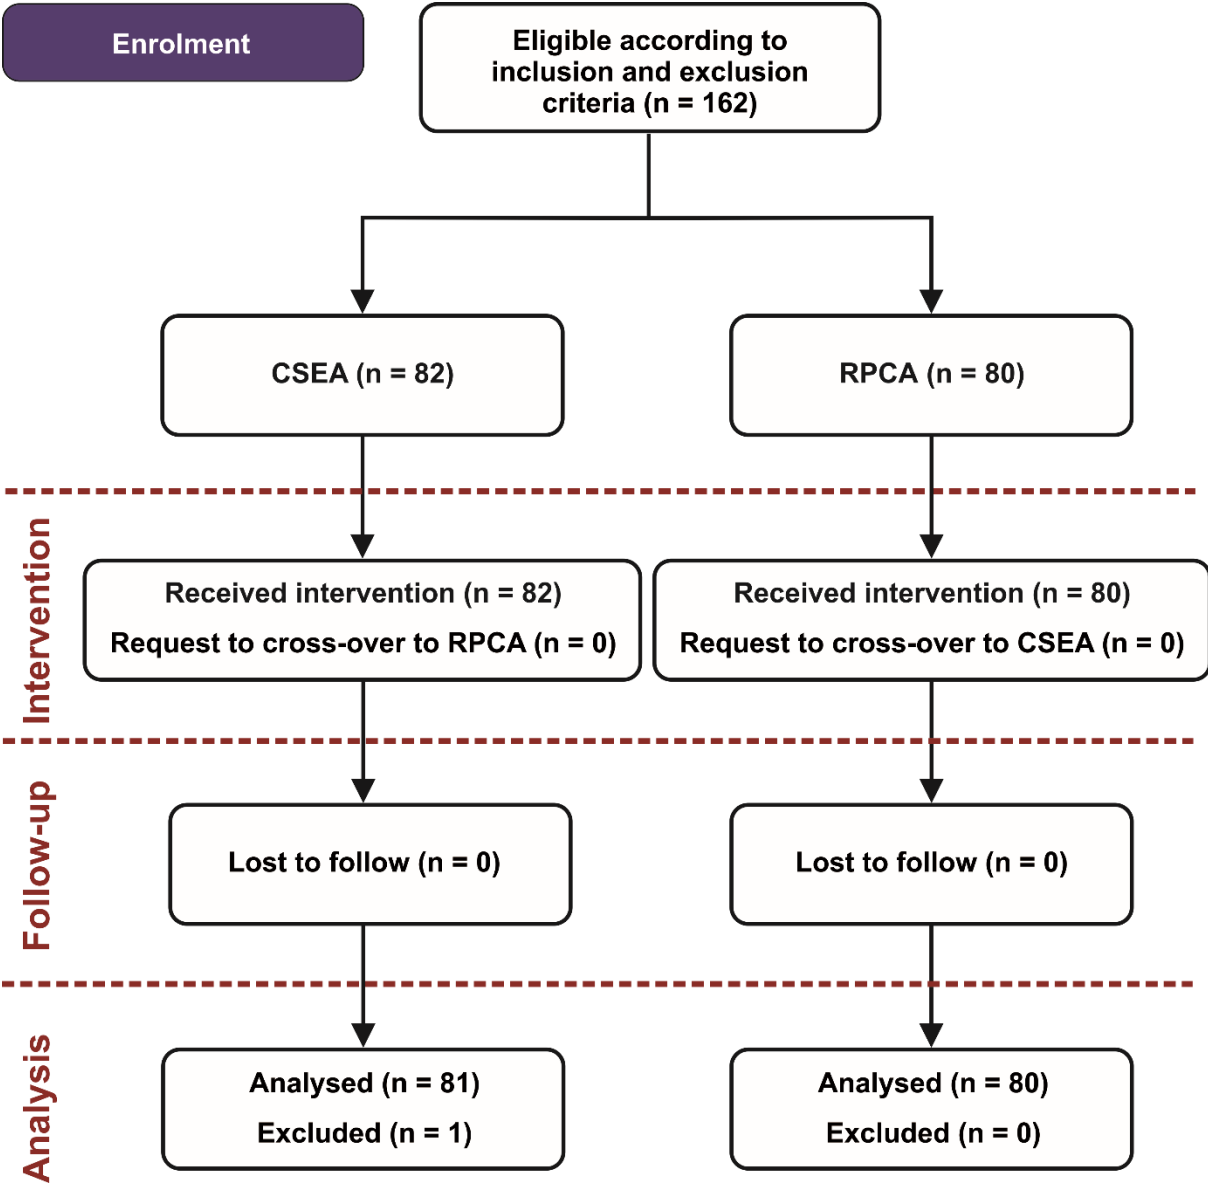 Enrolment
Eligible according to
inclusion and exclusion
criteria (n = 162)
CSEA (n = 82)
RPCA (n = 80)
Intervention
Received intervention (n = 82)
Request to cross-over to RPCA (n = 0)
Received intervention (n = 80)
Request to cross-over to CSEA (n = 0)
Follow-up
Lost to follow (n = 0)
Lost to follow (n = 0)
Analysis
Analysed (n = 81)
Excluded (n = 1)
Analysed (n = 80)
Excluded (n = 0)